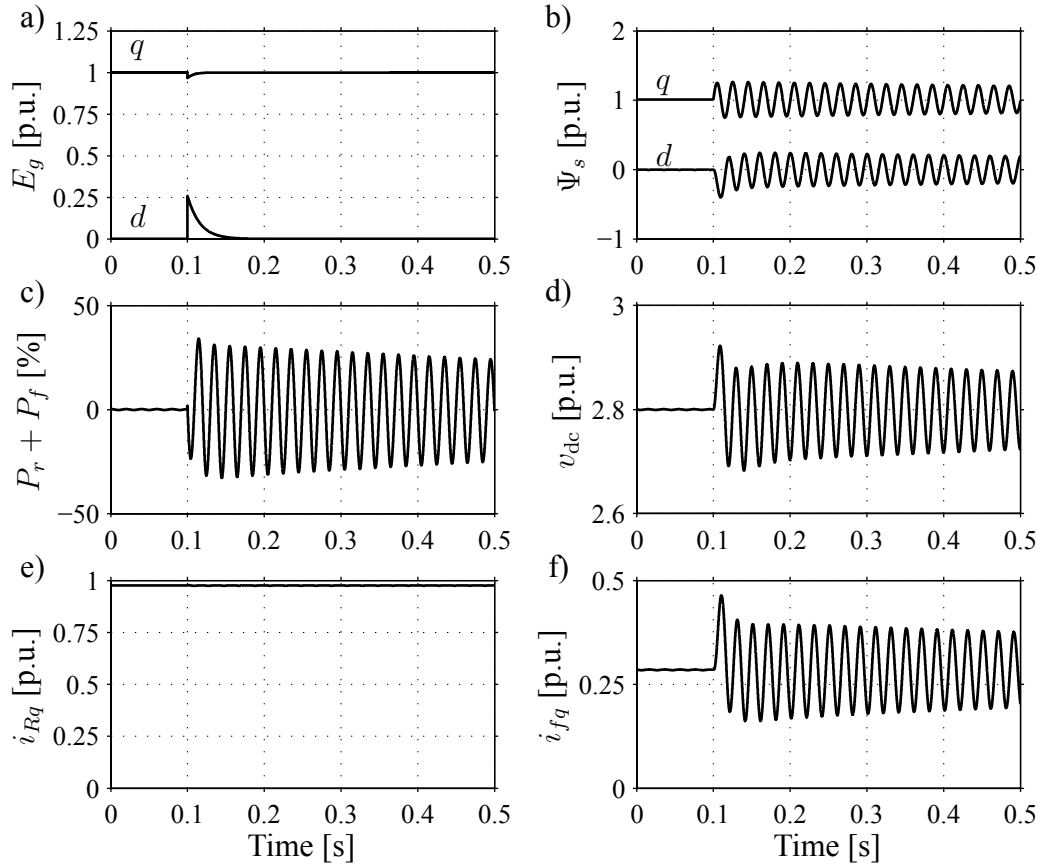 a)
1.25
1
0.75
0.5
0.25
0
E_g [p.u.]
q
d
0 0.1 0.2 0.3 0.4 0.5
b)
2
1
0
−1
Ψ_s [p.u.]
q
d
0 0.1 0.2 0.3 0.4 0.5
c)
50
0
−50
P_r + P_f [%]
0 0.1 0.2 0.3 0.4 0.5
d)
3
2.8
2.6
v_dc [p.u.]
0 0.1 0.2 0.3 0.4 0.5
e)
1
0.75
0.5
0.25
0
i_Rq [p.u.]
0 0.1 0.2 0.3 0.4 0.5
Time [s]
f)
0.5
0.25
0
i_fq [p.u.]
0 0.1 0.2 0.3 0.4 0.5
Time [s]